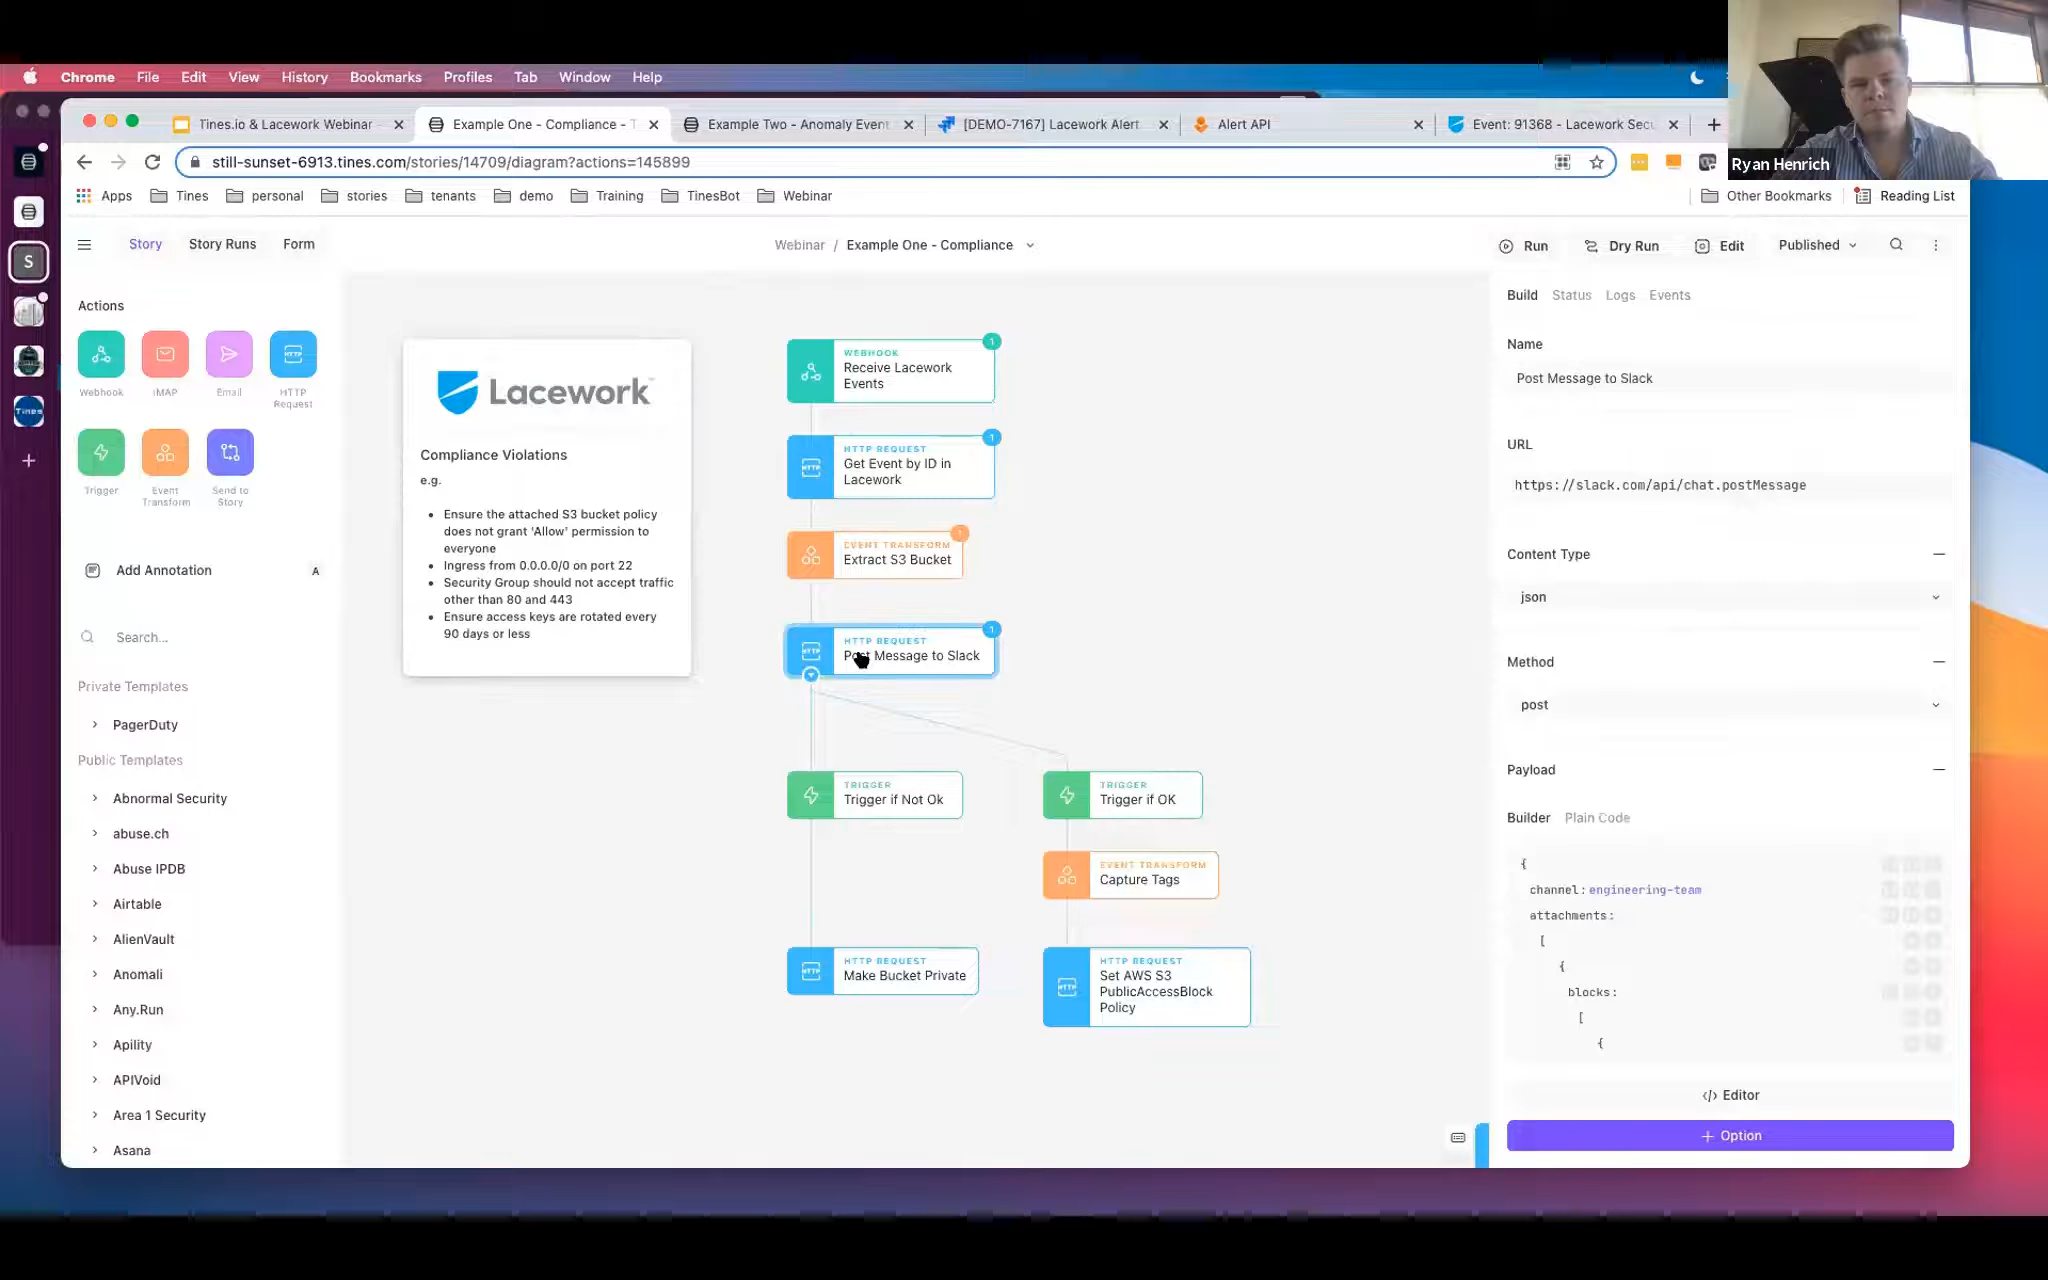 Chrome File Edit View History Bookmarks Profiles Tab Window Help
Ryan Henrich
Tines.io & Lacework Webinar
Example One - Compliance - T
Example Two - Anomaly Event
[DEMO-7167] Lacework Alert
Alert API
Event: 91368 - Lacework Secu
still-sunset-6913.tines.com/stories/14709/diagram?actions=145899
Apps Tines personal stories tenants demo Training TinesBot Webinar Other Bookmarks Reading List
S
Tines
Story Story Runs Form
Webinar / Example One - Compliance
Run Dry Run Edit Published
Actions
Webhook
IMAP
Email
HTTP
HTTP
Request
Trigger
Event
Transform
Send to
Story
Add Annotation A
Search...
Private Templates
PagerDuty
Public Templates
Abnormal Security
abuse.ch
Abuse IPDB
Airtable
AlienVault
Anomali
Any.Run
Apility
APIVoid
Area 1 Security
Asana
Lacework
Compliance Violations
e.g.
• Ensure the attached S3 bucket policy
does not grant 'Allow' permission to
everyone
• Ingress from 0.0.0.0/0 on port 22
• Security Group should not accept traffic
other than 80 and 443
• Ensure access keys are rotated every
90 days or less
1
WEBHOOK
Receive Lacework
Events
1
HTTP
HTTP REQUEST
Get Event by ID in
Lacework
1
EVENT TRANSFORM
Extract S3 Bucket
1
HTTP
HTTP REQUEST
Post Message to Slack
TRIGGER
Trigger if Not Ok
TRIGGER
Trigger if OK
EVENT TRANSFORM
Capture Tags
HTTP
HTTP REQUEST
Make Bucket Private
HTTP
HTTP REQUEST
Set AWS S3
PublicAccessBlock
Policy
Build Status Logs Events
Name
Post Message to Slack
URL
https://slack.com/api/chat.postMessage
Content Type
json
Method
post
Payload
Builder Plain Code
{
channel: engineering-team
attachments:
[
{
blocks:
[
{
</> Editor
+ Option